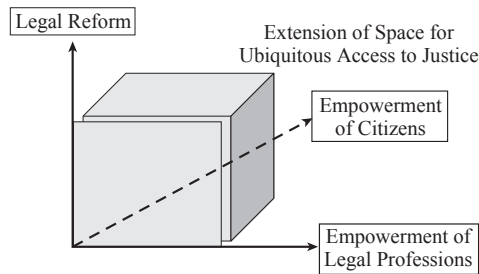 Legal Reform
Extension of Space for
Ubiquitous Access to Justice
Empowerment
of Citizens
Empowerment of
Legal Professions